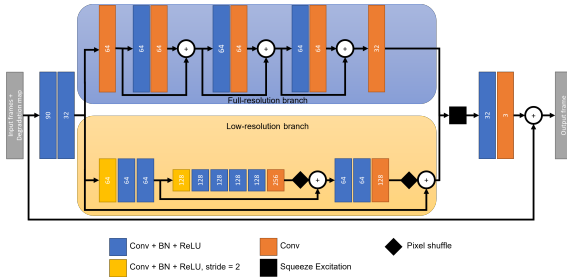 Input frames +
Degradation map
90
32
64
64
64
64
64
64
64
32
Full-resolution branch
Low-resolution branch
64
64
64
128
128
128
128
128
256
64
64
128
32
3
Output frame
Conv + BN + ReLU
Conv
Pixel shuffle
Conv + BN + ReLU, stride = 2
Squeeze Excitation